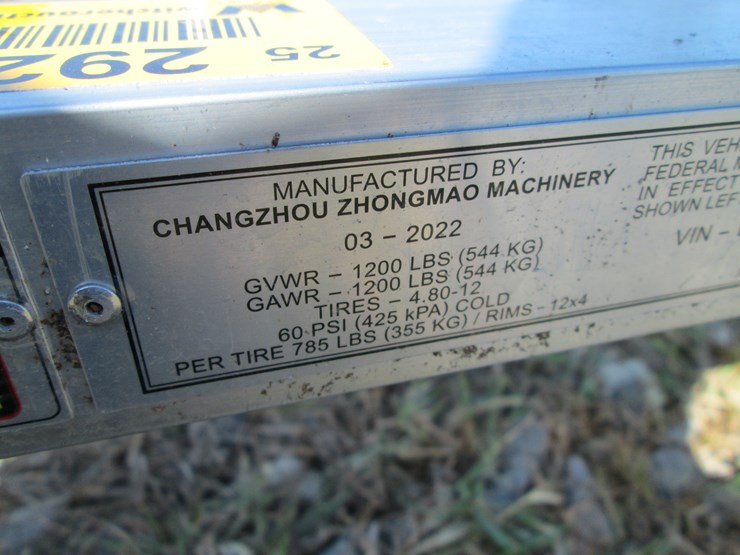 25
292
MANUFACTURED BY:
CHANGZHOU ZHONGMAO MACHINERY
03 - 2022
GVWR - 1200 LBS (544 KG)
GAWR - 1200 LBS (544 KG)
TIRES - 4.80-12
60 PSI (425 kPA) COLD
PER TIRE 785 LBS (355 KG) / RIMS - 12x4
THIS VEH
FEDERAL
IN EFFECT
SHOWN LEF
VIN -